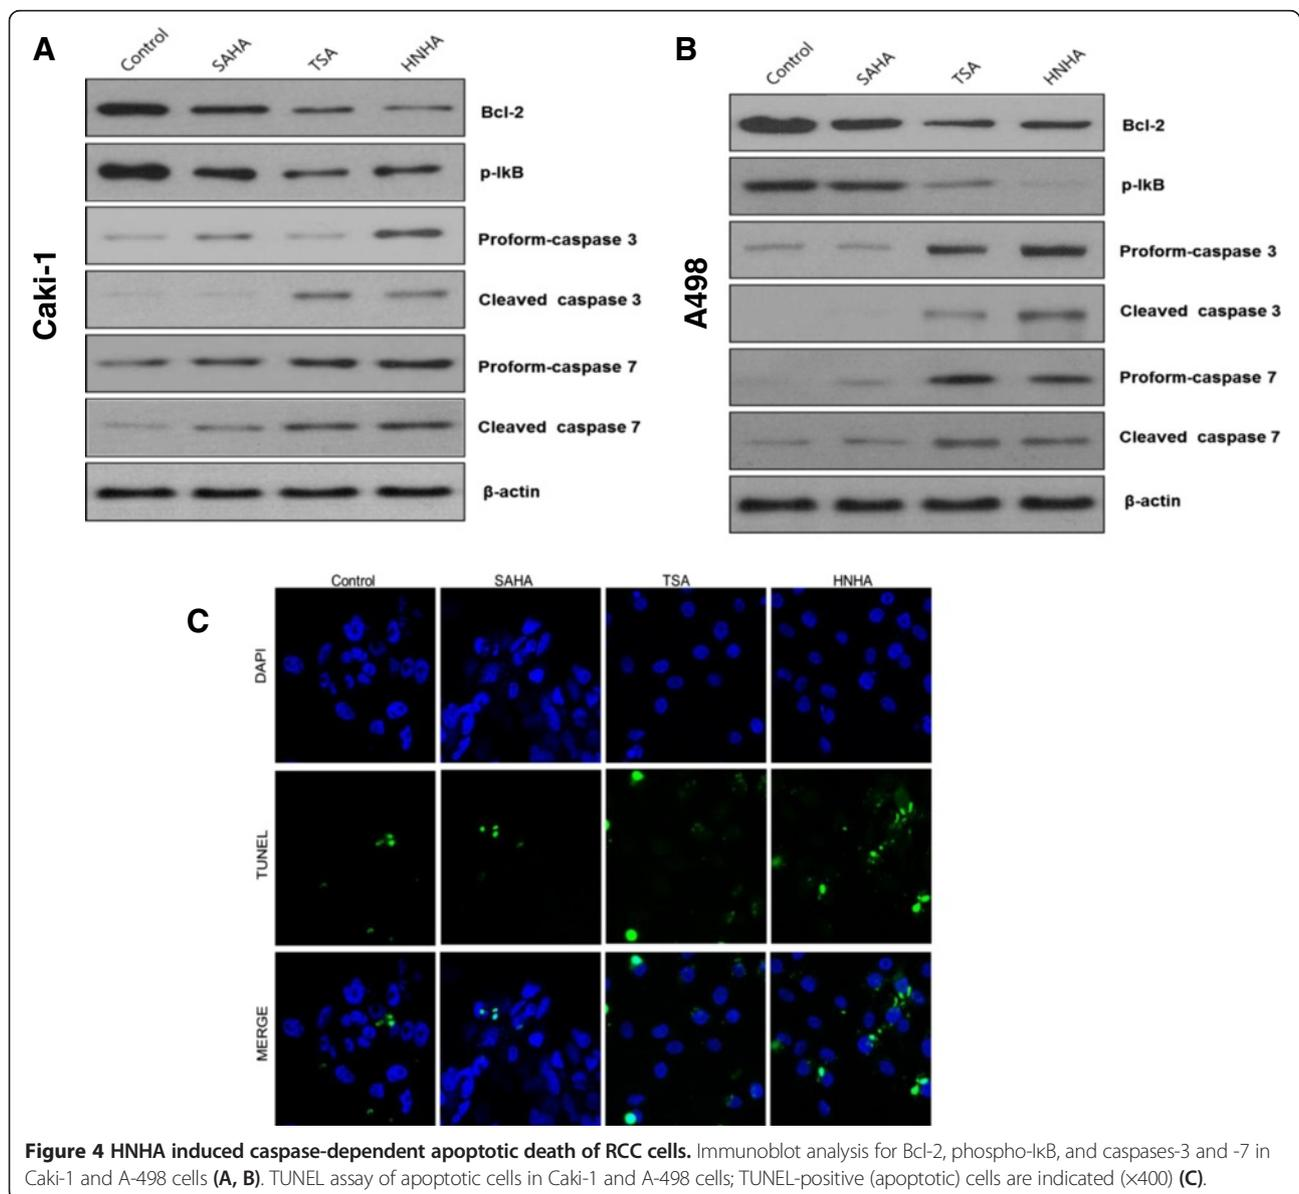 A
Control SAHA TSA HNHA
Bcl-2
p-IkB
Proform-caspase 3
Cleaved caspase 3
Proform-caspase 7
Cleaved caspase 7
β-actin
Caki-1
B
Control SAHA TSA HNHA
Bcl-2
p-IkB
Proform-caspase 3
Cleaved caspase 3
Proform-caspase 7
Cleaved caspase 7
β-actin
A498
C
Control SAHA TSA HNHA
DAPI
TUNEL
MERGE
Figure 4 HNHA induced caspase-dependent apoptotic death of RCC cells. Immunoblot analysis for Bcl-2, phospho-IκB, and caspases-3 and -7 in
Caki-1 and A-498 cells (A, B). TUNEL assay of apoptotic cells in Caki-1 and A-498 cells; TUNEL-positive (apoptotic) cells are indicated (×400) (C).